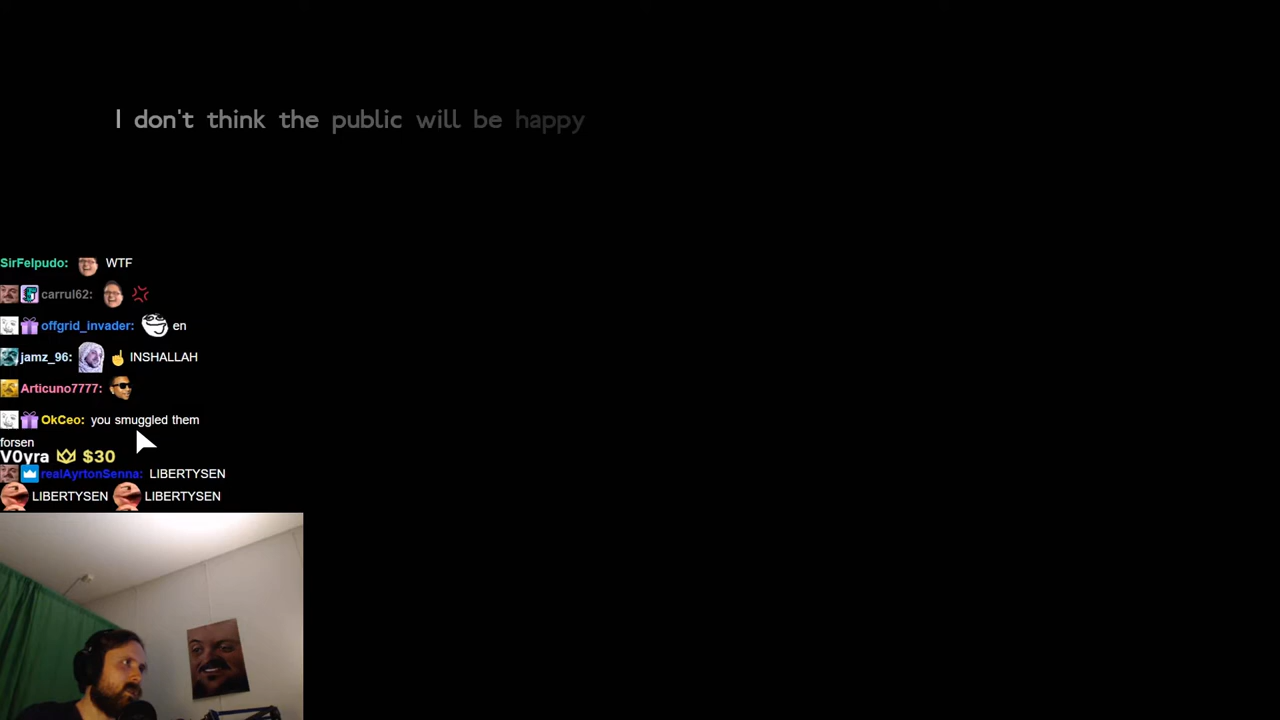 I don't think the public will be happy
SirFelpudo: WTF
carrul62:
offgrid_invader: en
jamz_96: INSHALLAH
Articuno7777:
OkCeo: you smuggled them
forsen
V0yra $30
realAyrtonSenna: LIBERTYSEN
LIBERTYSEN LIBERTYSEN